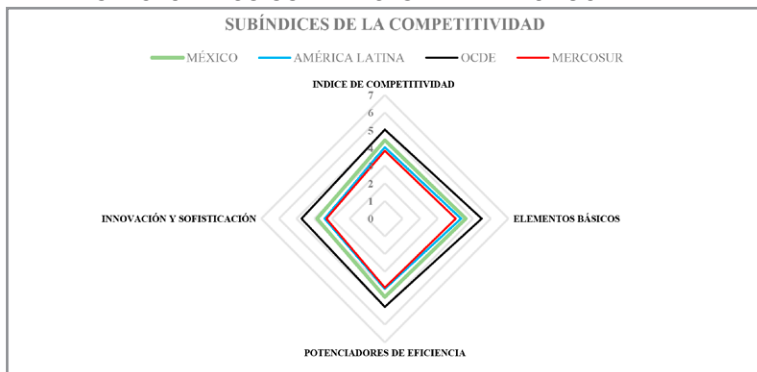 SUBÍNDICES DE LA COMPETITIVIDAD
MÉXICO AMÉRICA LATINA OCDE MERCOSUR
INDICE DE COMPETITIVIDAD
7
6
5
4
2
1
0
INNOVACIÓN Y SOFISTICACIÓN
ELEMENTOS BÁSICOS
POTENCIADORES DE EFICIENCIA